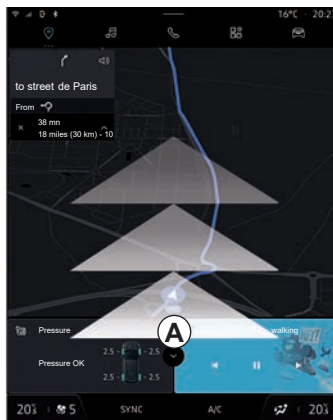 16°C · 20:2
to street de Paris
From
38 mn
18 miles (30 km) - 10
A
Pressure
walking
2.5 - - 2.5
Pressure OK
2.5 - - 2.5
20 5 SYNC A/C 20